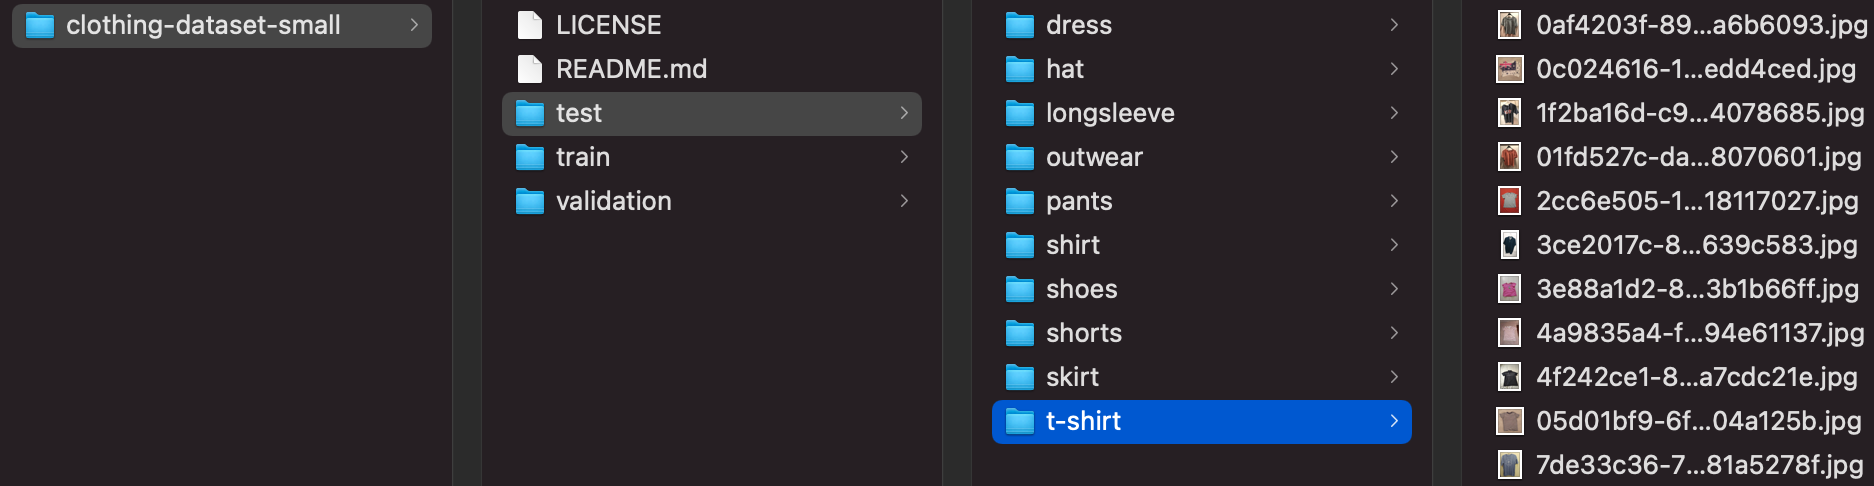 clothing-dataset-small
LICENSE
README.md
test
train
validation
dress
hat
longsleeve
outwear
pants
shirt
shoes
shorts
skirt
t-shirt
0af4203f-89...a6b6093.jpg
0c024616-1...edd4ced.jpg
1f2ba16d-c9...4078685.jpg
01fd527c-da...8070601.jpg
2cc6e505-1...18117027.jpg
3ce2017c-8...639c583.jpg
3e88a1d2-8...3b1b66ff.jpg
4a9835a4-f...94e61137.jpg
4f242ce1-8...a7cdc21e.jpg
05d01bf9-6f...04a125b.jpg
7de33c36-7...81a5278f.jpg